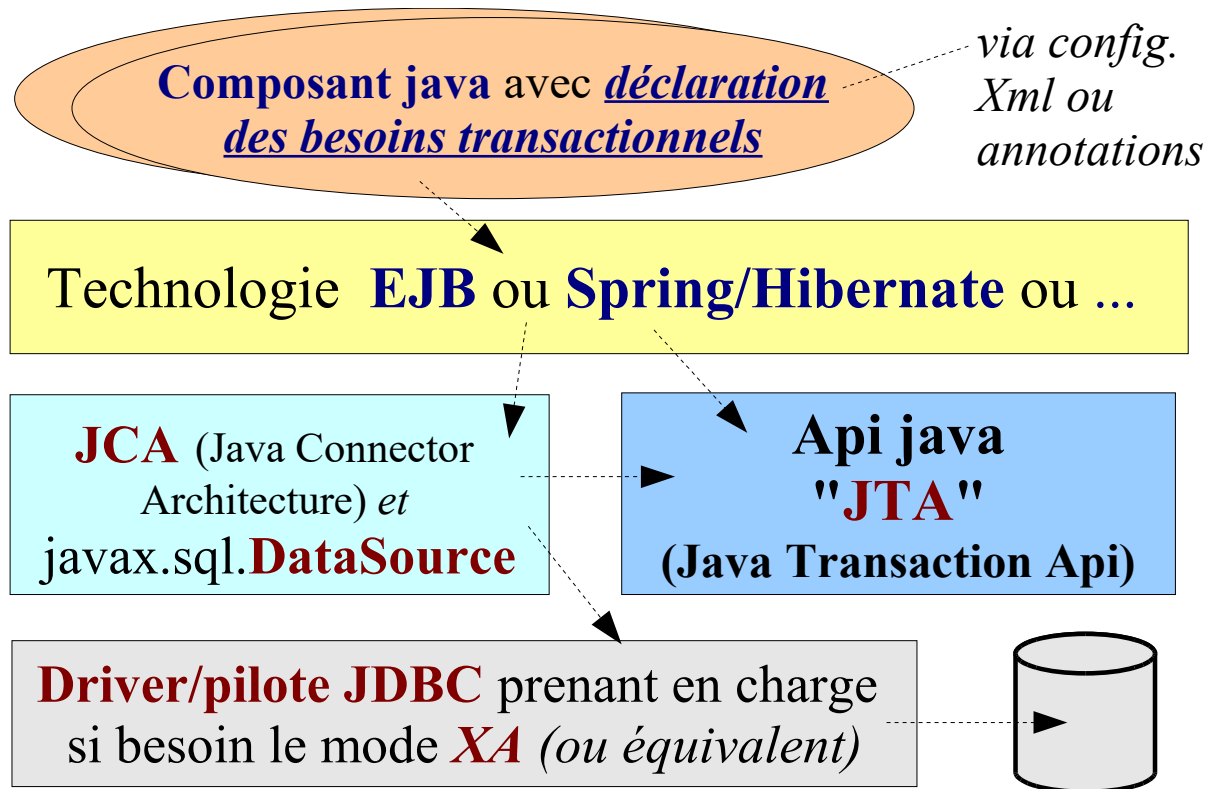 Composant java avec déclaration
des besoins transactionnels
via config.
Xml ou
annotations
Technologie EJB ou Spring/Hibernate ou ...
JCA (Java Connector
Architecture) et
javax.sql.DataSource
Api java
"JTA"
(Java Transaction Api)
Driver/pilote JDBC prenant en charge
si besoin le mode XA (ou équivalent)